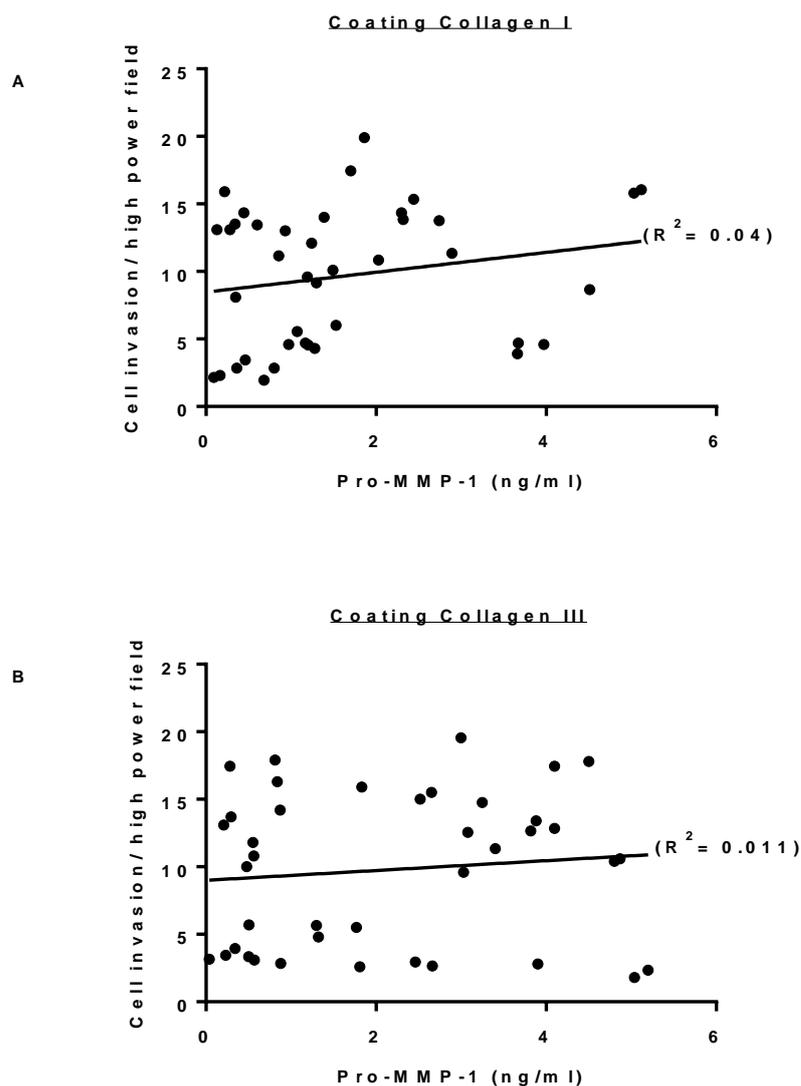 Coating Collagen I
A
Cell invasion/high power field
25
20
15
10
5
0
(R²= 0.04)
0 2 4 6
Pro-MMP-1 (ng/ml)
Coating Collagen III
B
Cell invasion/high power field
25
20
15
10
5
0
(R²= 0.011)
0 2 4 6
Pro-MMP-1 (ng/ml)